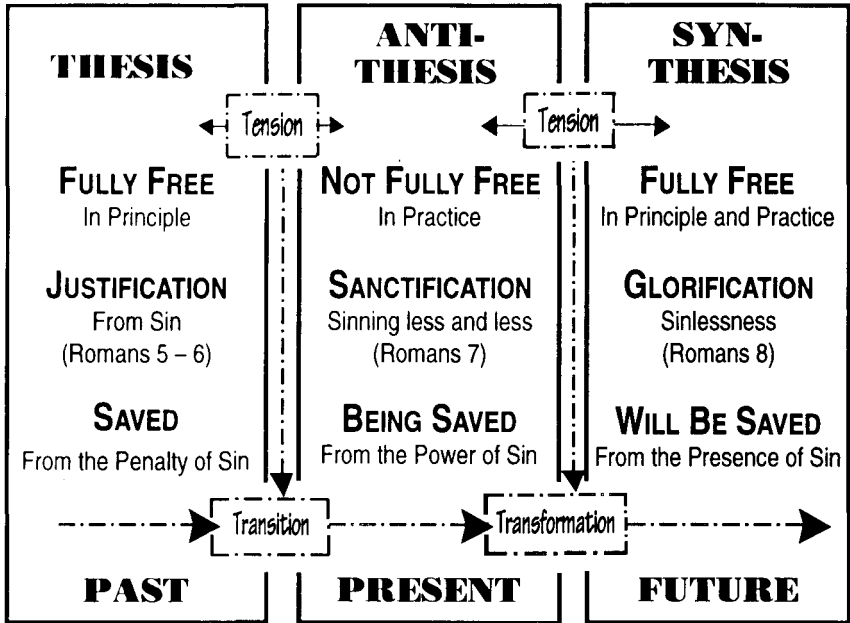 THESIS
Tension
FULLY FREE
In Principle
JUSTIFICATION
From Sin
(Romans 5 – 6)
SAVED
From the Penalty of Sin
Transition
PAST
ANTI-
THESIS
Tension
NOT FULLY FREE
In Practice
SANCTIFICATION
Sinning less and less
(Romans 7)
BEING SAVED
From the Power of Sin
Transformation
PRESENT
SYN-
THESIS
FULLY FREE
In Principle and Practice
GLORIFICATION
Sinlessness
(Romans 8)
WILL BE SAVED
From the Presence of Sin
FUTURE